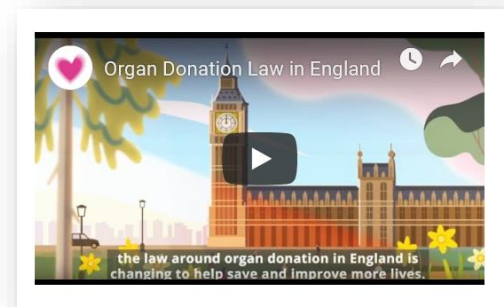 Organ Donation Law in England
the law around organ donation in England is
changing to help save and improve more lives.